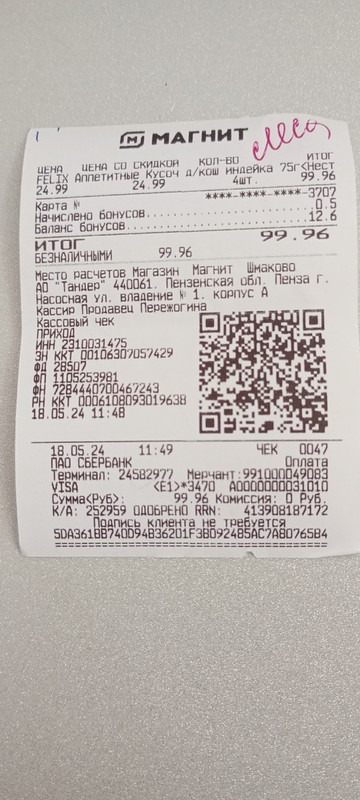 МАГНИТ
ЦЕНА ЦЕНА СО СКИДКОЙ КОЛ-ВО ИТОГ
FELIX Аппетитные Кусоч д/кош индейка 75г<Нест
24.99 24.99 4шт. 99.96
Карта № ****-****-****-3707
Начислено бонусов 0.5
Баланс бонусов 12.6
ИТОГ 99.96
БЕЗНАЛИЧНЫМИ 99.96
Место расчетов Магазин Магнит Шмаково
АО "Тандер" 440061. Пензенская обл. Пенза г.
Насосная ул. владение № 1. корпус А
Кассир Продавец Пережогина
Кассовый чек
ПРИХОД
ИНН 2310031475
ЗН ККТ 00106307057429
ФД 28507
ФП 1105253981
ФН 7284440700467243
РН ККТ 0006108093019638
18.05.24 11:48
18.05.24 11:49 ЧЕК 0047
ПАО СБЕРБАНК Оплата
Терминал: 24582977 Мерчант:991000049083
VISA <E1>*3470 A0000000031010
Сумма(Руб): 99.96 Комиссия: 0 Руб.
К/А: 252959 ОДОБРЕНО RRN: 413908187172
Подпись клиента не требуется
5DA361BB740D94B36201F3BD92485AC7A80765B4